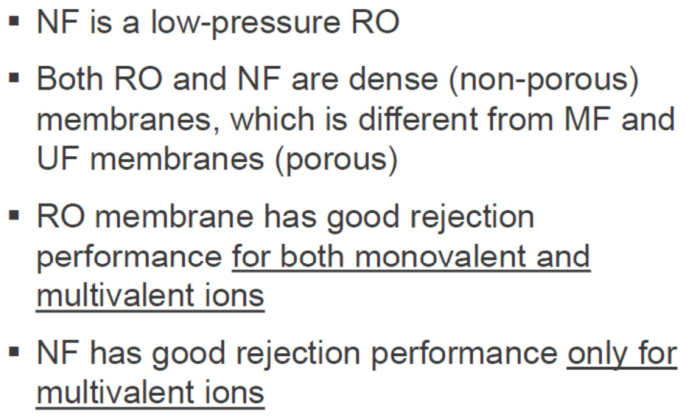 ▪ NF is a low-pressure RO
▪ Both RO and NF are dense (non-porous)
membranes, which is different from MF and
UF membranes (porous)
▪ RO membrane has good rejection
performance for both monovalent and
multivalent ions
▪ NF has good rejection performance only for
multivalent ions